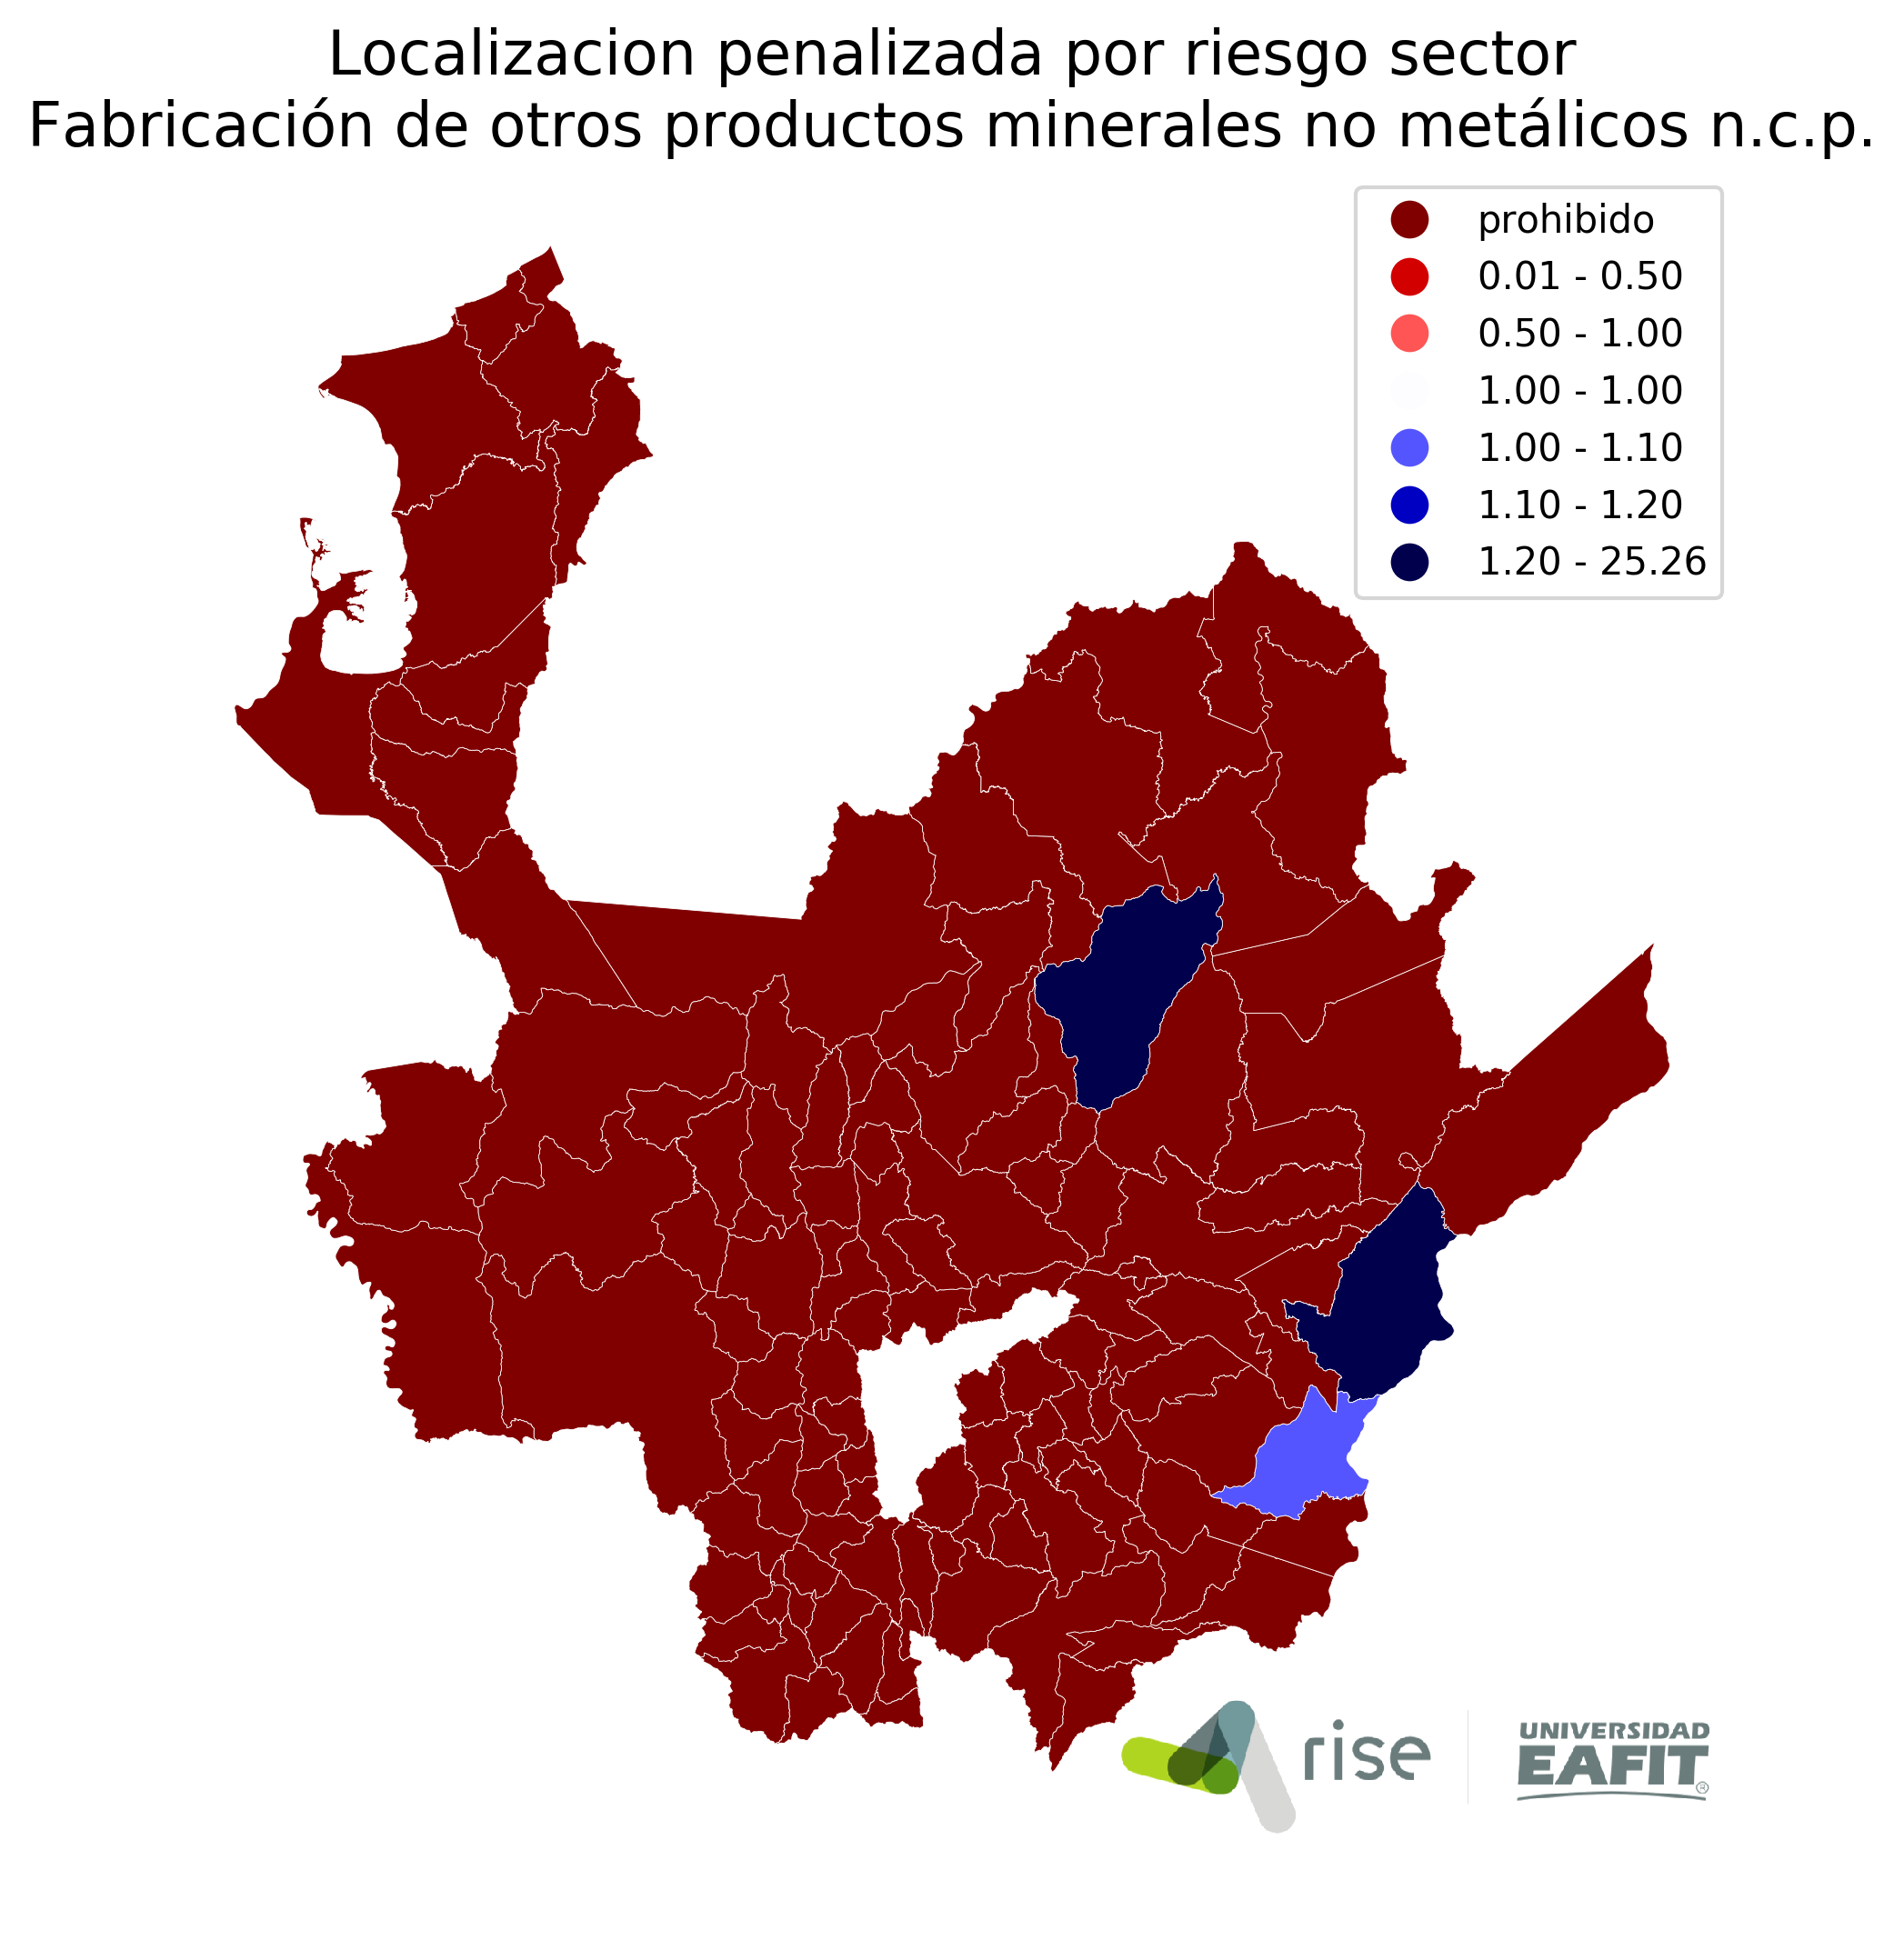 Localizacion penalizada por riesgo sector
Fabricación de otros productos minerales no metálicos n.c.p.
prohibido
0.01 - 0.50
0.50 - 1.00
1.00 - 1.00
1.00 - 1.10
1.10 - 1.20
1.20 - 25.26
rise
UNIVERSIDAD
EAFIT®